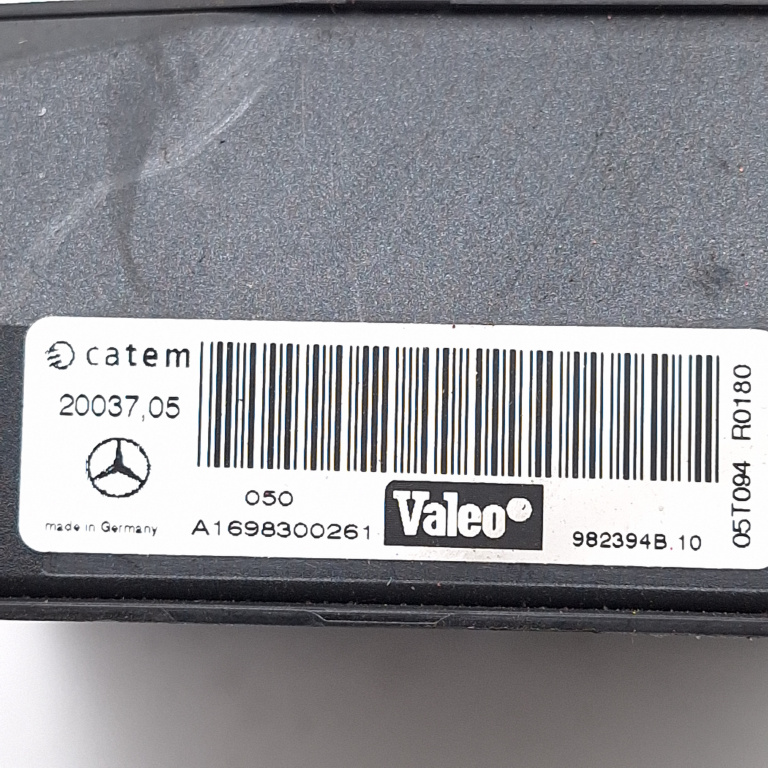 catem
20037,05
made in Germany
050
A1698300261
Valeo
982394B.10
05T094 R0180